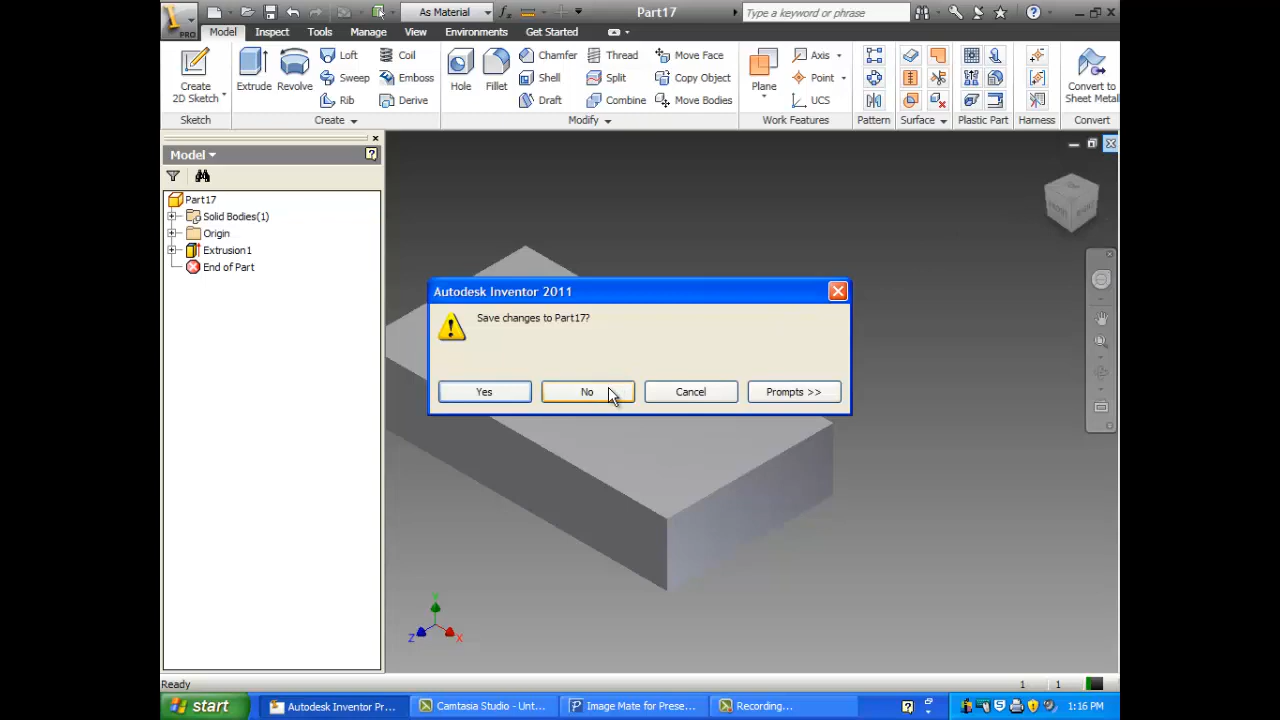 PRO
As Material
Part17
Type a keyword or phrase
Model Inspect Tools Manage View Environments Get Started
Create
2D Sketch
Sketch
Extrude
Revolve
Loft
Sweep
Rib
Coil
Emboss
Derive
Create
Hole
Fillet
Chamfer
Shell
Draft
Thread
Split
Combine
Move Face
Copy Object
Move Bodies
Modify
Plane
Axis
Point
UCS
Work Features
Pattern
Surface
Plastic Part
Harness
Convert to
Sheet Metal
Convert
Model
Part17
Solid Bodies(1)
Origin
Extrusion1
End of Part
Autodesk Inventor 2011
Save changes to Part17?
Yes No Cancel Prompts >>
Y
Z
X
Ready
1 1
start
Autodesk Inventor Pr...
Camtasia Studio - Unt...
Image Mate for Prese...
Recording...
1:16 PM